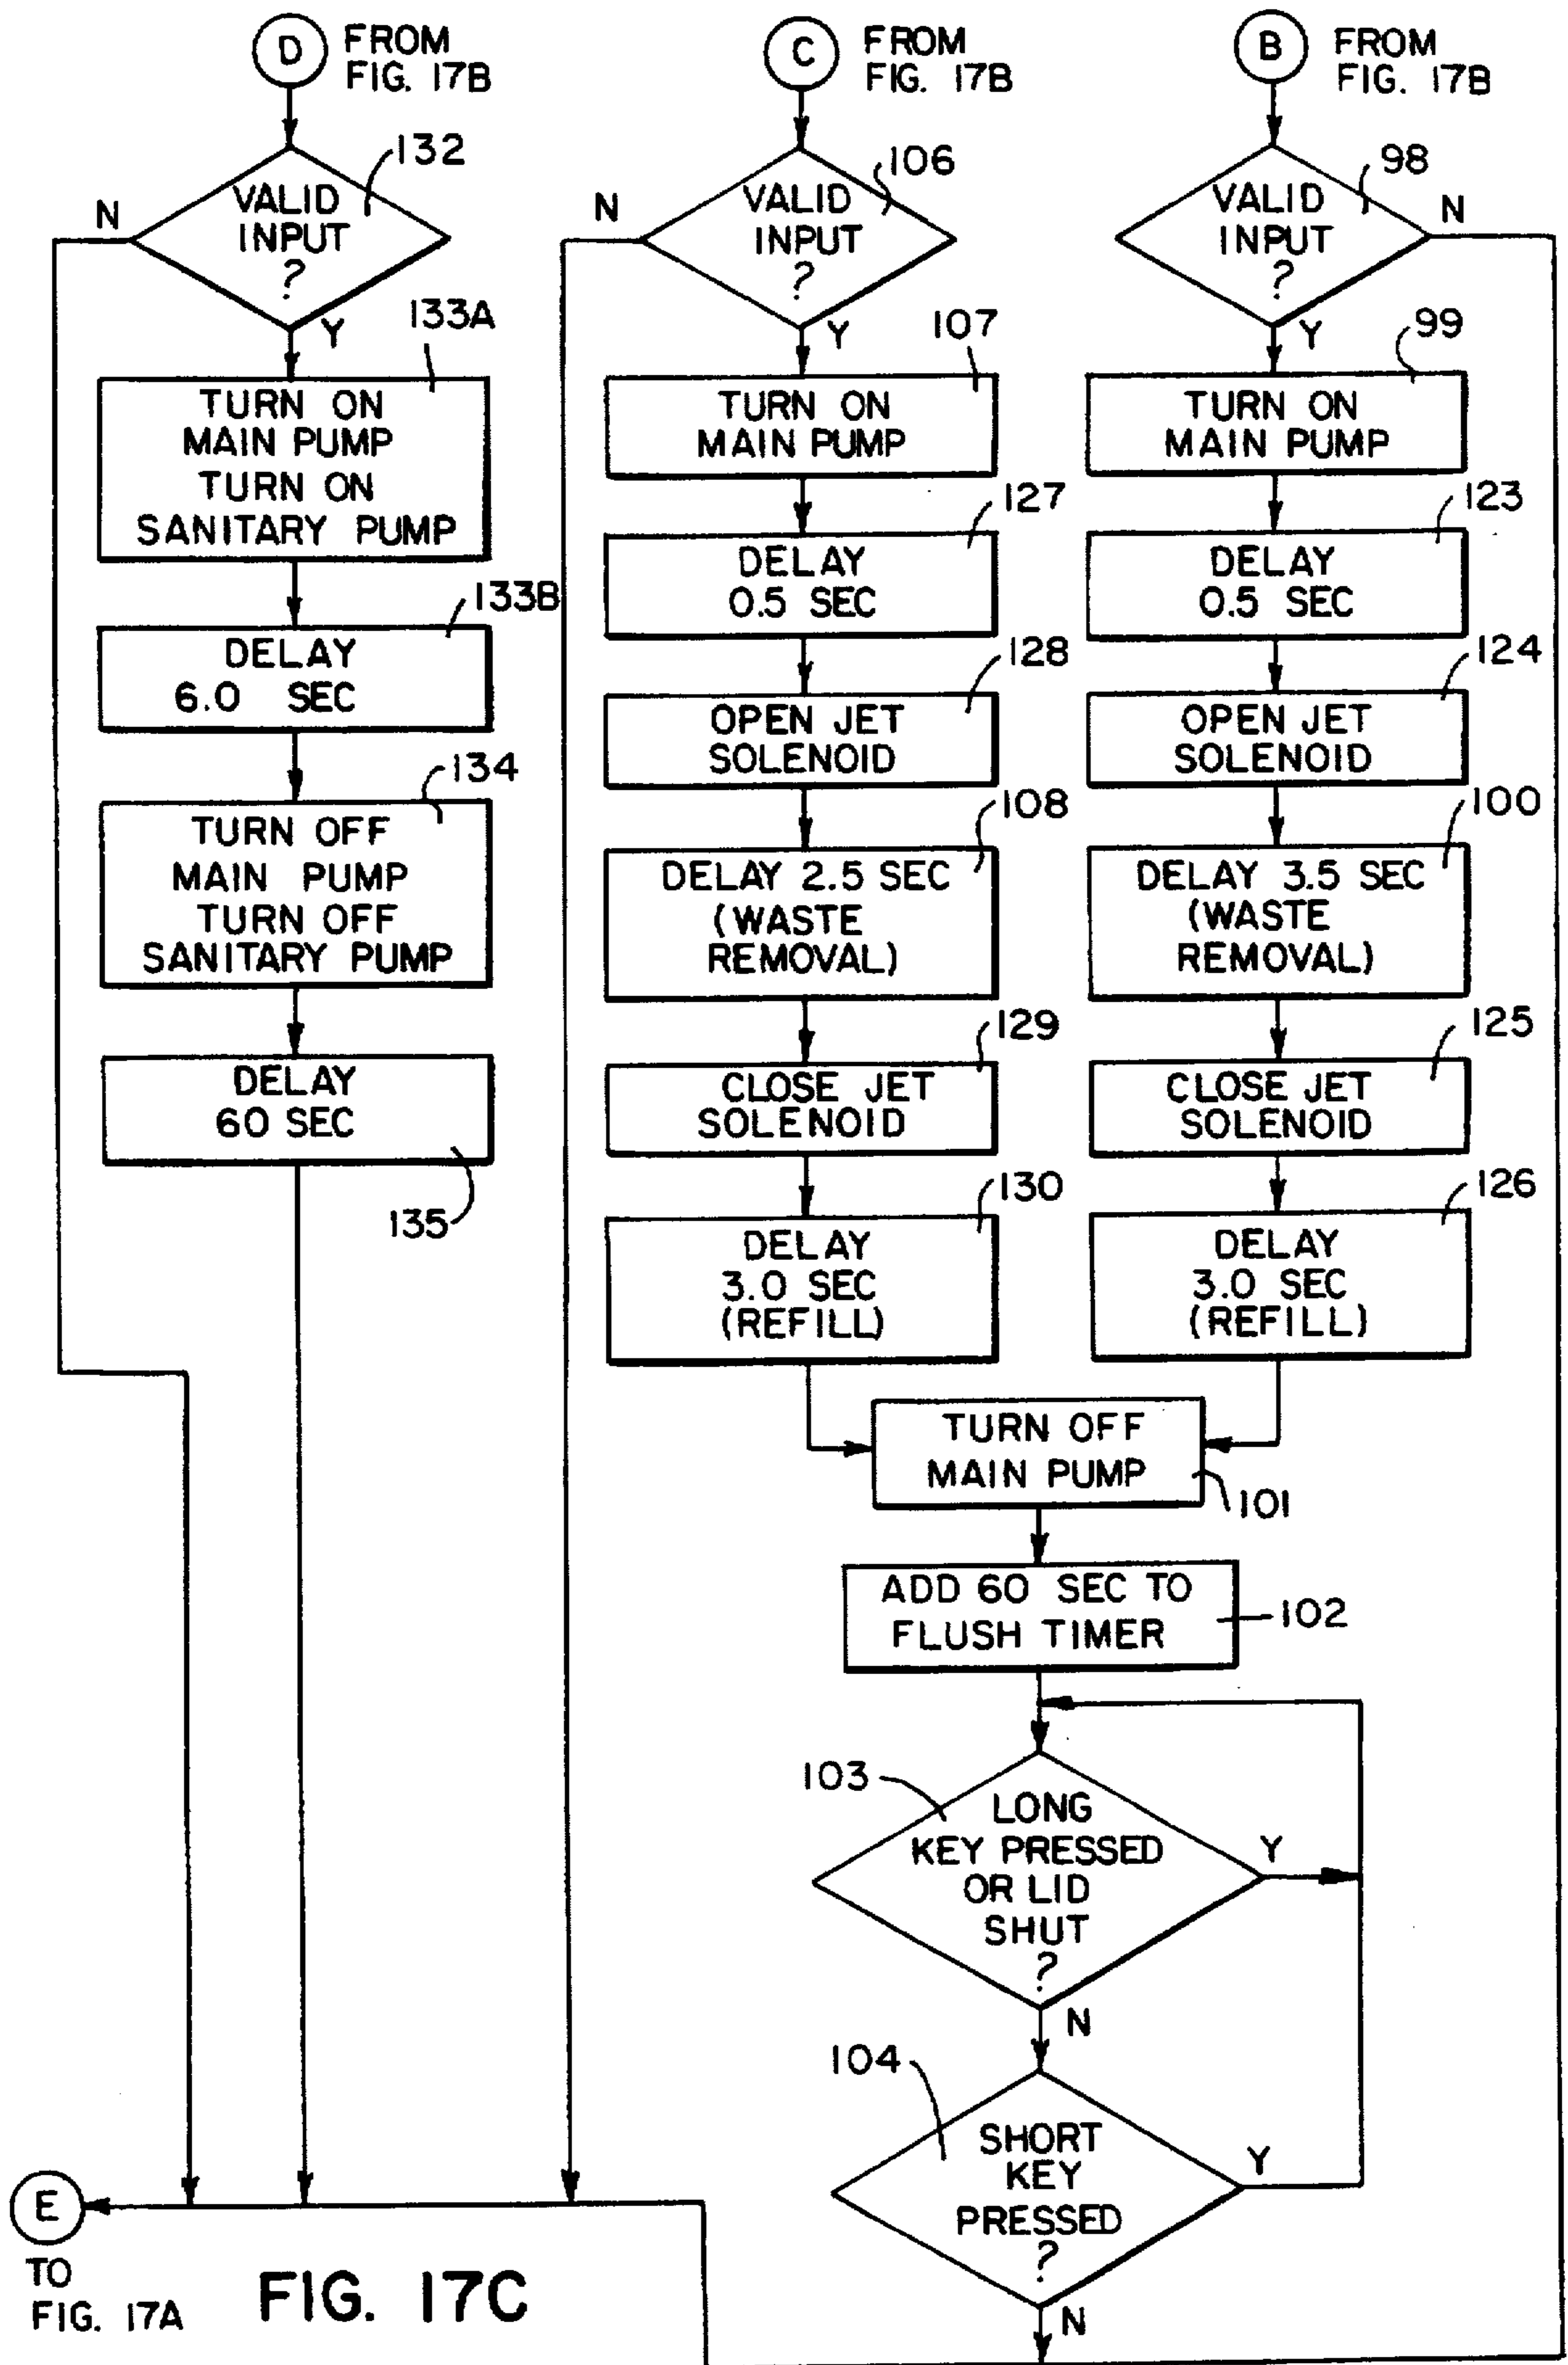 D
FROM
FIG. 17B
132
N
VALID
INPUT
?
Y
133A
TURN ON
MAIN PUMP
TURN ON
SANITARY PUMP
133B
DELAY
6.0 SEC
134
TURN OFF
MAIN PUMP
TURN OFF
SANITARY PUMP
DELAY
60 SEC
135
C
FROM
FIG. 17B
106
N
VALID
INPUT
?
Y
107
TURN ON
MAIN PUMP
127
DELAY
0.5 SEC
128
OPEN JET
SOLENOID
108
DELAY 2.5 SEC
(WASTE
REMOVAL)
129
CLOSE JET
SOLENOID
130
DELAY
3.0 SEC
(REFILL)
B
FROM
FIG. 17B
98
N
VALID
INPUT
?
Y
99
TURN ON
MAIN PUMP
123
DELAY
0.5 SEC
124
OPEN JET
SOLENOID
100
DELAY 3.5 SEC
(WASTE
REMOVAL)
125
CLOSE JET
SOLENOID
126
DELAY
3.0 SEC
(REFILL)
TURN OFF
MAIN PUMP
101
ADD 60 SEC TO
FLUSH TIMER
102
103
LONG
KEY PRESSED
OR LID
SHUT
?
Y
N
104
SHORT
KEY
PRESSED
?
Y
N
E
TO
FIG. 17A
FIG. 17C